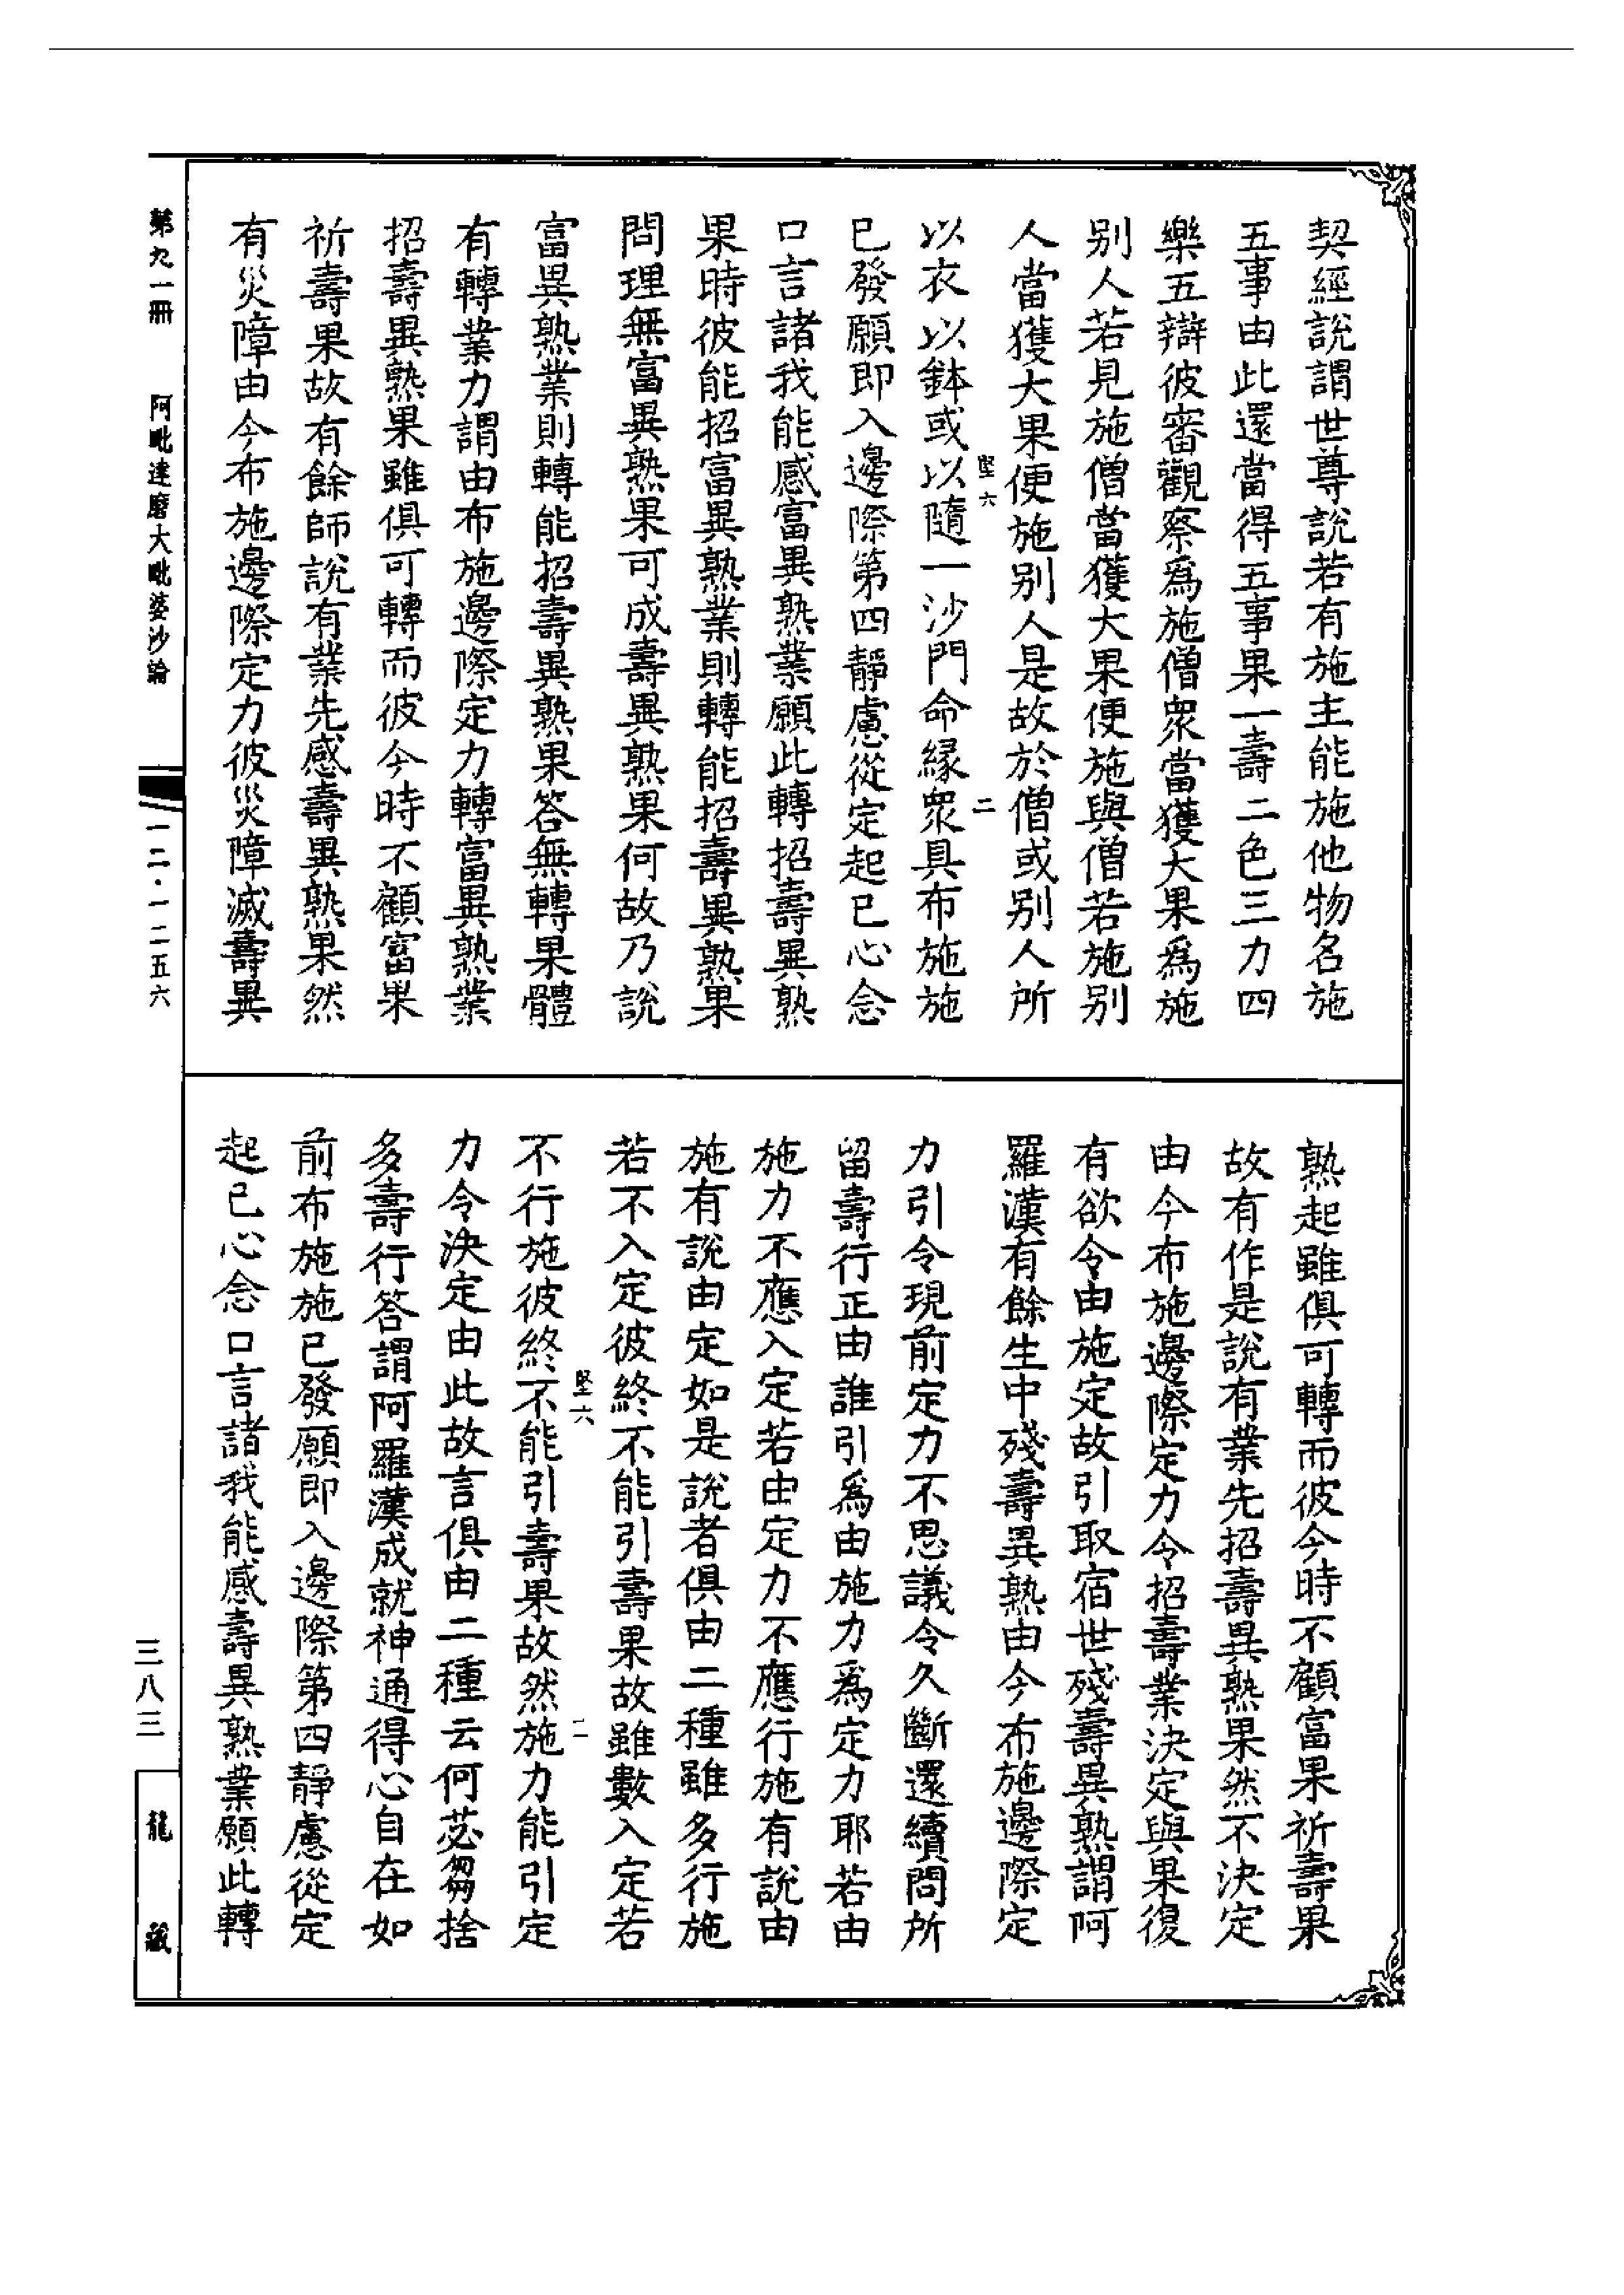 契經說謂世尊說若有施主能施他物名施
五事由此還當得五事果一壽二色三力四
樂五辯彼審觀察爲施僧衆當獲大果爲施
别人若見施僧當獲大果便施與僧若施别
人當獲大果便施别人是故於僧或别人所
以衣以鉢或以隨一沙門命緣衆具布施施
堅六
二
已發願即入邊際第四靜慮從定起已心念
口言諸我能感富異熟業願此轉招壽異熟
果時彼能招富異熟業則轉能招壽異熟果
問理無富異熟果可成壽異熟果何故乃說
富異熟業則轉能招壽異熟果答無轉果體
有轉業力謂由布施邊際定力轉富異熟業
招壽異熟果雖俱可轉而彼今時不顧富果
祈壽果故有餘師說有業先感壽異熟果然
有災障由今布施邊際定力彼災障滅壽異
熟起雖俱可轉而彼今時不顧富果祈壽果
故有作是說有業先招壽異熟果然不決定
由今布施邊際定力令招壽業決定與果復
有欲令由施定故引取宿世殘壽異熟謂阿
羅漢有餘生中殘壽異熟由今布施邊際定
力引令現前定力不思議令久斷還續問所
留壽行正由誰引爲由施力爲定力耶若由
施力不應入定若由定力不應行施有說由
施有說由定如是說者俱由二種雖多行施
若不入定彼終不能引壽果故雖數入定若
堅六
二
不行施彼終不能引壽果故然施力能引定
力令決定由此故言俱由二種云何苾芻捨
多壽行答謂阿羅漢成就神通得心自在如
前布施施已發願即入邊際第四靜慮從定
起已心念口言諸我能感壽異熟業願此轉
第九一冊 阿毗達磨大毗婆沙論
一二·一二五六
三八三
龍藏